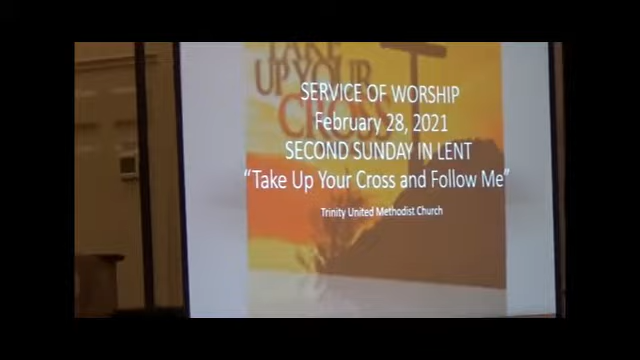 TAKE
UP YOUR
CROSS
SERVICE OF WORSHIP
February 28, 2021
SECOND SUNDAY IN LENT
“Take Up Your Cross and Follow Me”
Trinity United Methodist Church